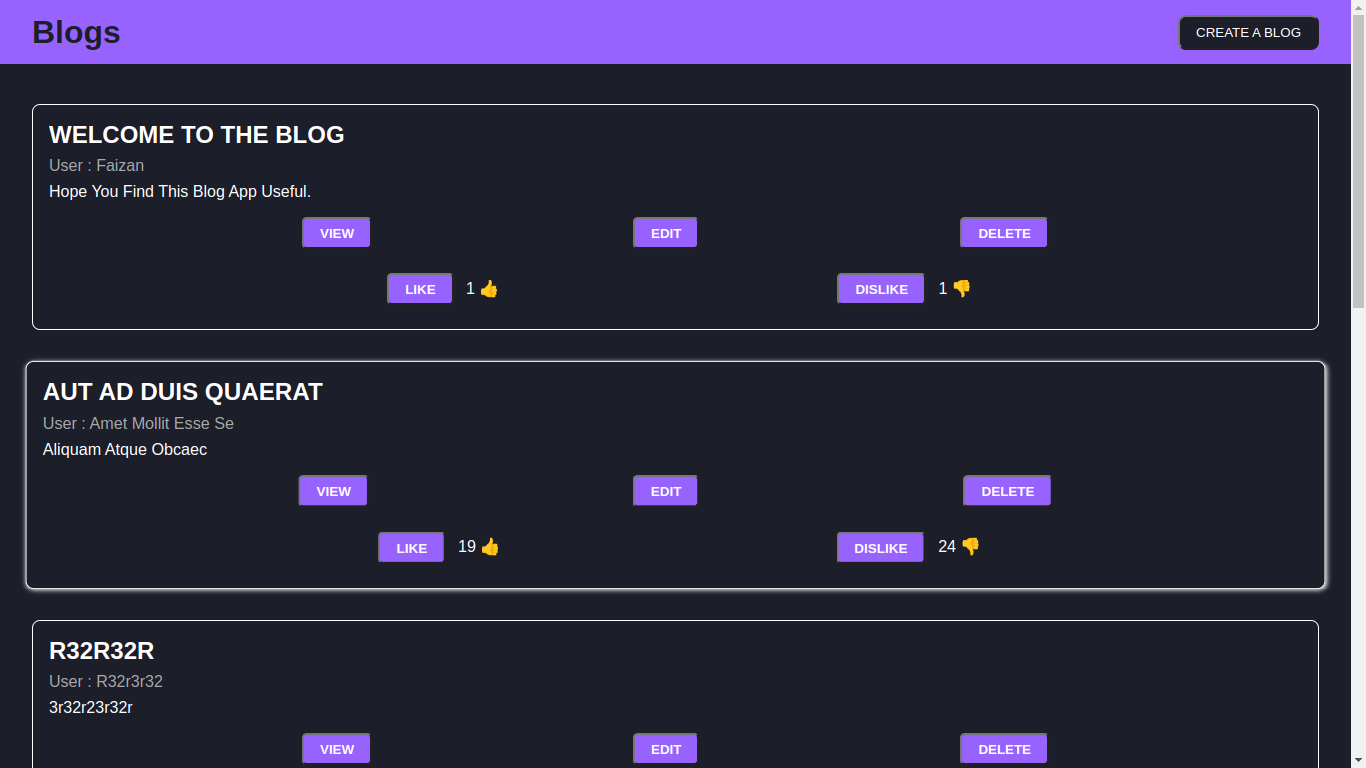 Blogs
CREATE A BLOG
WELCOME TO THE BLOG
User : Faizan
Hope You Find This Blog App Useful.
VIEW EDIT DELETE
LIKE 1 👍 DISLIKE 1 👎
AUT AD DUIS QUAERAT
User : Amet Mollit Esse Se
Aliquam Atque Obcaec
VIEW EDIT DELETE
LIKE 19 👍 DISLIKE 24 👎
R32R32R
User : R32r3r32
3r32r23r32r
VIEW EDIT DELETE